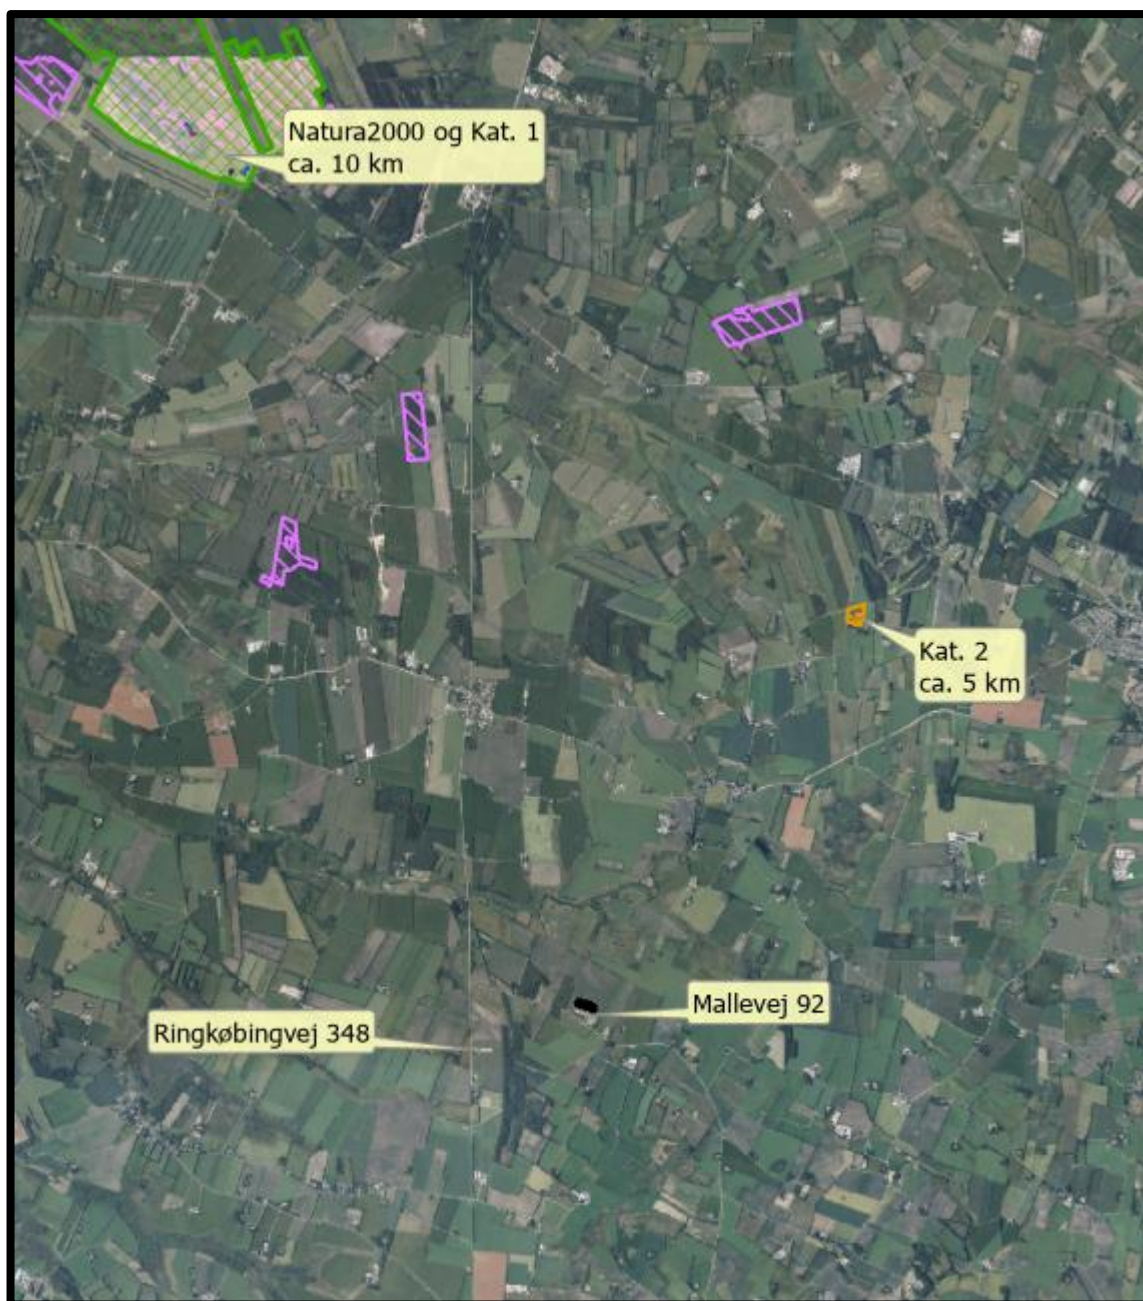 Natura2000 og Kat. 1
ca. 10 km
Kat. 2
ca. 5 km
Mallevej 92
Ringkøbingvej 348